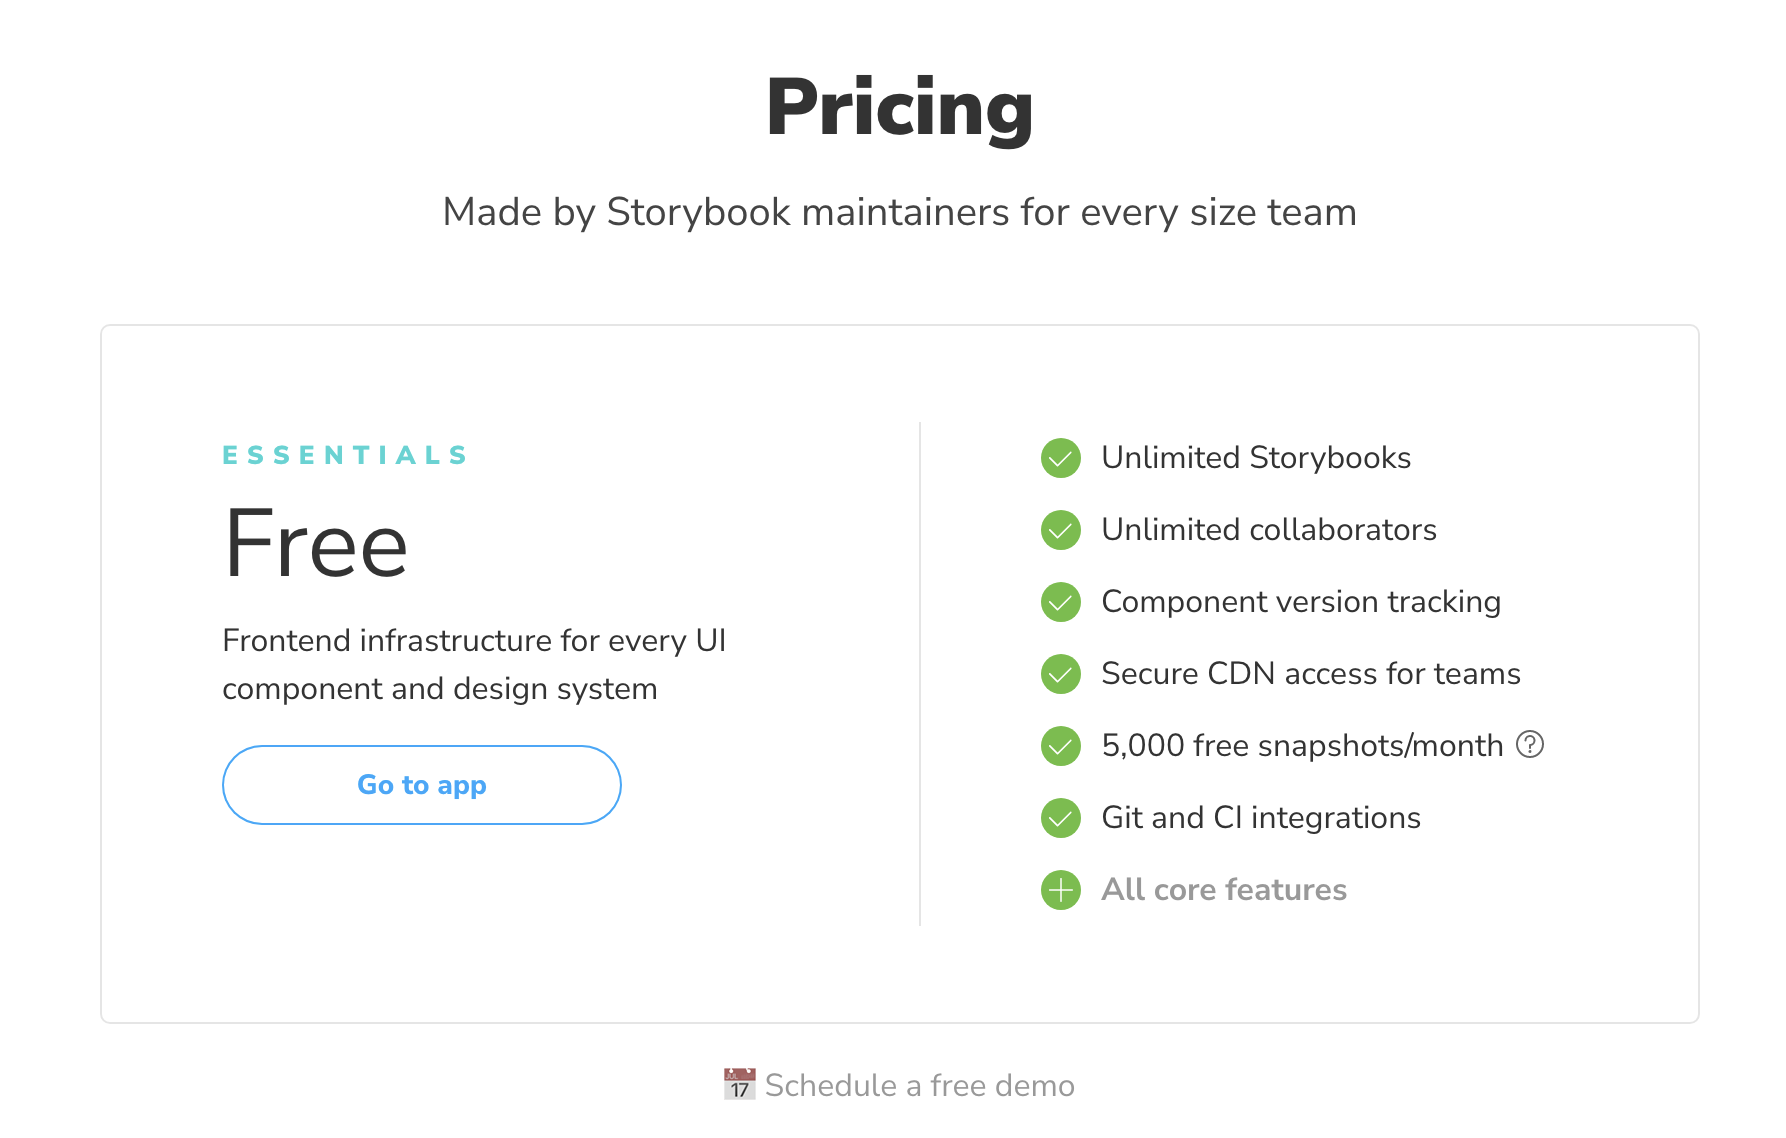 Pricing
Made by Storybook maintainers for every size team
ESSENTIALS
Free
Frontend infrastructure for every UI
component and design system
Go to app
Unlimited Storybooks
Unlimited collaborators
Component version tracking
Secure CDN access for teams
5,000 free snapshots/month ?
Git and CI integrations
All core features
JUL
17
Schedule a free demo